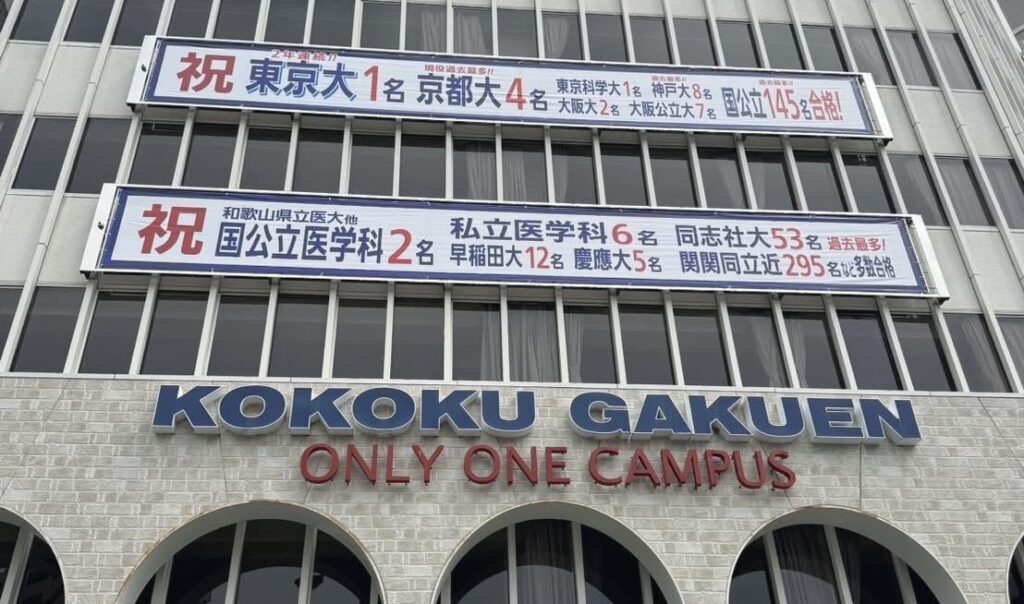 2年連続!! 現役過去最多!! 過去最多!! 過去最多!!
祝 東京大1名 京都大4名 東京科学大1名 神戸大8名 国公立145名合格!
大阪大2名 大阪公立大7名
祝 和歌山県立医大他 私立医学科6名 同志社大53名 過去最多!
国公立医学科2名 早稲田大12名 慶應大5名 関関同立近295名など多数合格
KOKOKU GAKUEN
ONLY ONE CAMPUS